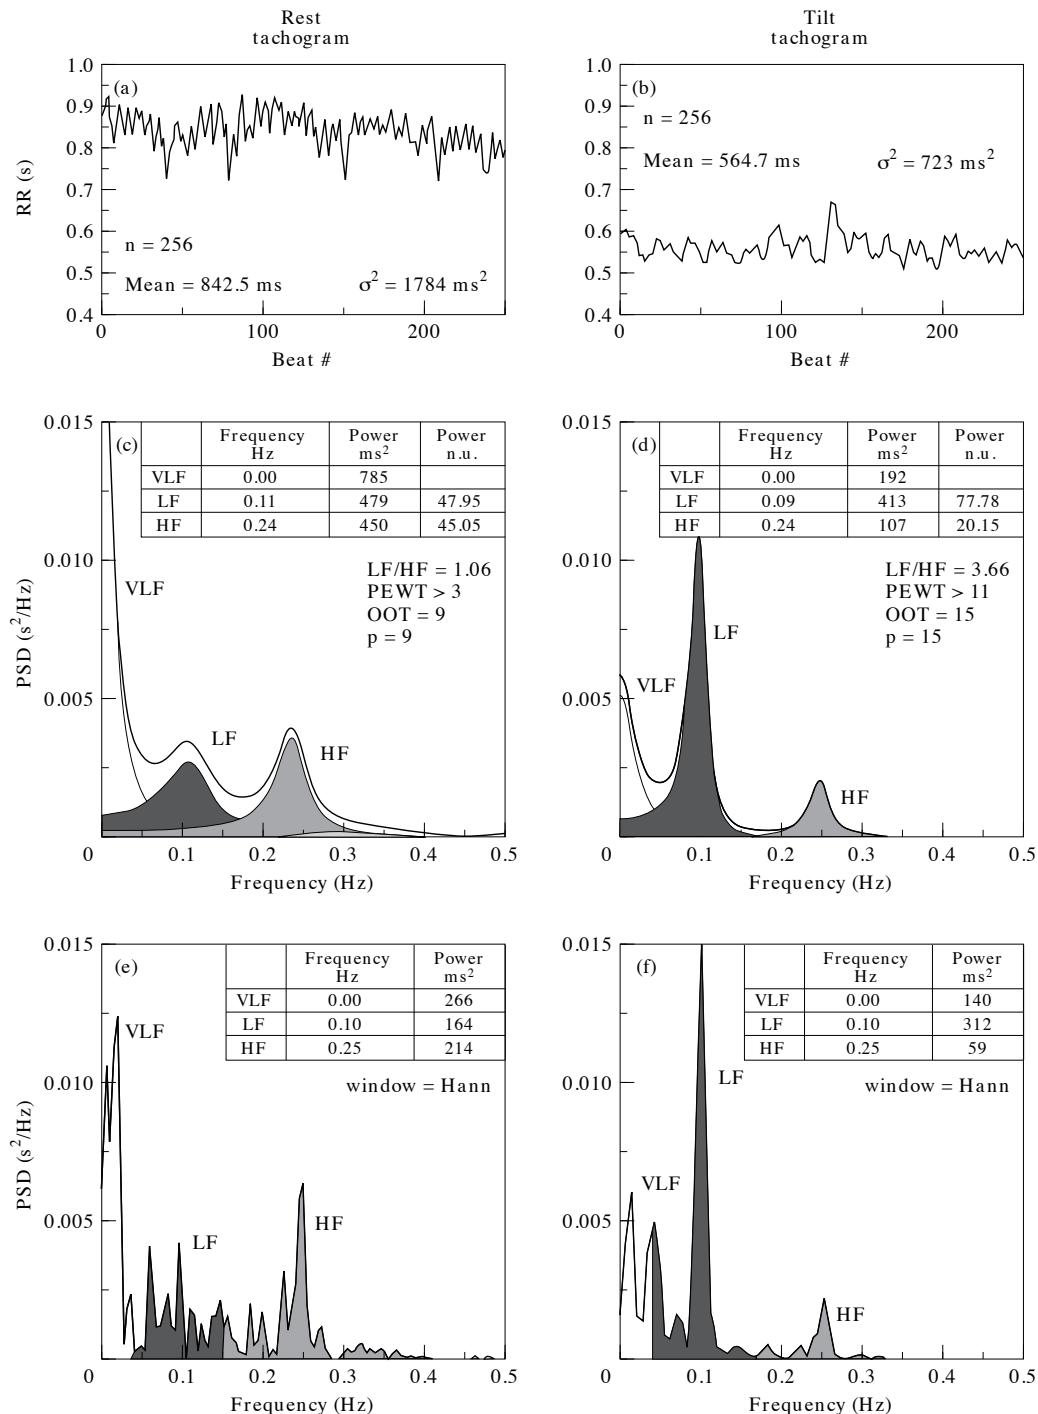 Rest
tachogram
Tilt
tachogram
1.0
0.9
0.8
0.7
0.6
0.5
0.4
RR (s)
(a)
n = 256
Mean = 842.5 ms
σ² = 1784 ms²
0
100
200
Beat #
(b)
n = 256
Mean = 564.7 ms
σ² = 723 ms²
1.0
0.9
0.8
0.7
0.6
0.5
0.4
0
100
200
Beat #
0.015
0.010
0.005
PSD (s²/Hz)
(c)
Frequency Hz Power ms² Power n.u.
VLF 0.00 785
LF 0.11 479 47.95
HF 0.24 450 45.05
VLF
LF/HF = 1.06
PEWT > 3
OOT = 9
p = 9
LF
HF
0 0.1 0.2 0.3 0.4 0.5
Frequency (Hz)
0.015
0.010
0.005
(d)
Frequency Hz Power ms² Power n.u.
VLF 0.00 192
LF 0.09 413 77.78
HF 0.24 107 20.15
LF/HF = 3.66
PEWT > 11
OOT = 15
p = 15
LF
VLF
HF
0 0.1 0.2 0.3 0.4 0.5
Frequency (Hz)
0.015
0.010
0.005
PSD (s²/Hz)
(e)
Frequency Hz Power ms²
VLF 0.00 266
LF 0.10 164
HF 0.25 214
VLF
window = Hann
HF
LF
0 0.1 0.2 0.3 0.4 0.5
Frequency (Hz)
0.015
0.010
0.005
(f)
Frequency Hz Power ms²
VLF 0.00 140
LF 0.10 312
HF 0.25 59
LF
window = Hann
VLF
HF
0 0.1 0.2 0.3 0.4 0.5
Frequency (Hz)